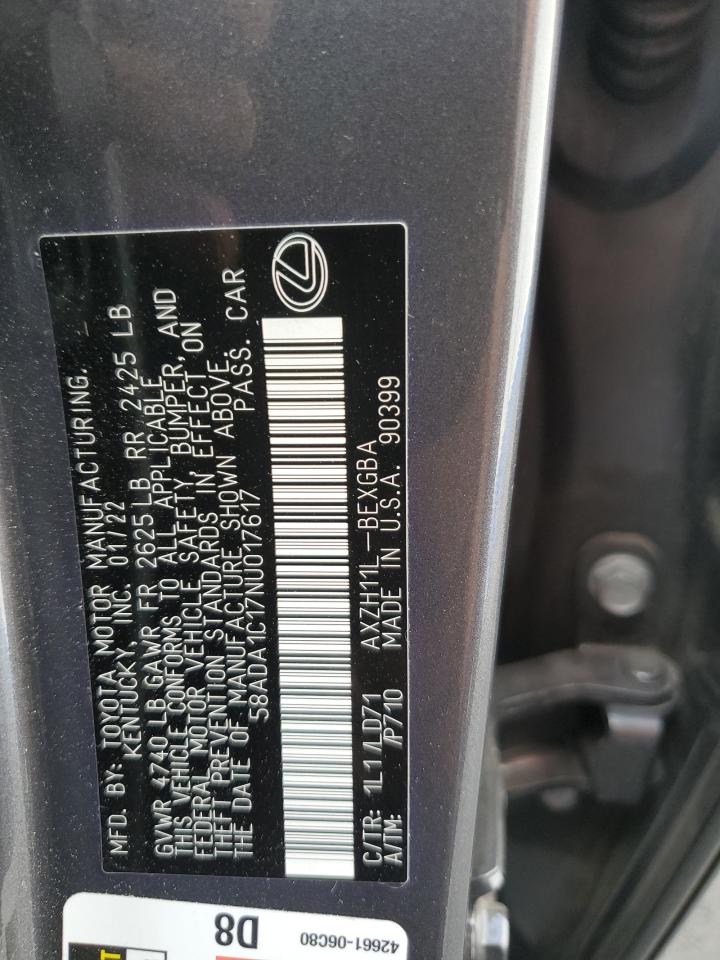 MFD. BY: TOYOTA MOTOR MANUFACTURING.
KENTUCKY, INC. 01/22
GVWR 4740 LB GAWR FR 2625 LB RR 2425 LB
THIS VEHICLE CONFORMS TO ALL APPLICABLE
FEDERAL MOTOR VEHICLE SAFETY, BUMPER, AND
THEFT PREVENTION STANDARDS IN EFFECT ON
THE DATE OF MANUFACTURE SHOWN ABOVE.
58ADA1C17NU017617 PASS. CAR
C/TR: 1L1/LDZ1 AXZH11L-BEXGBA
A/TM: /P710 MADE IN U.S.A. 90399
D8
42661-06C80